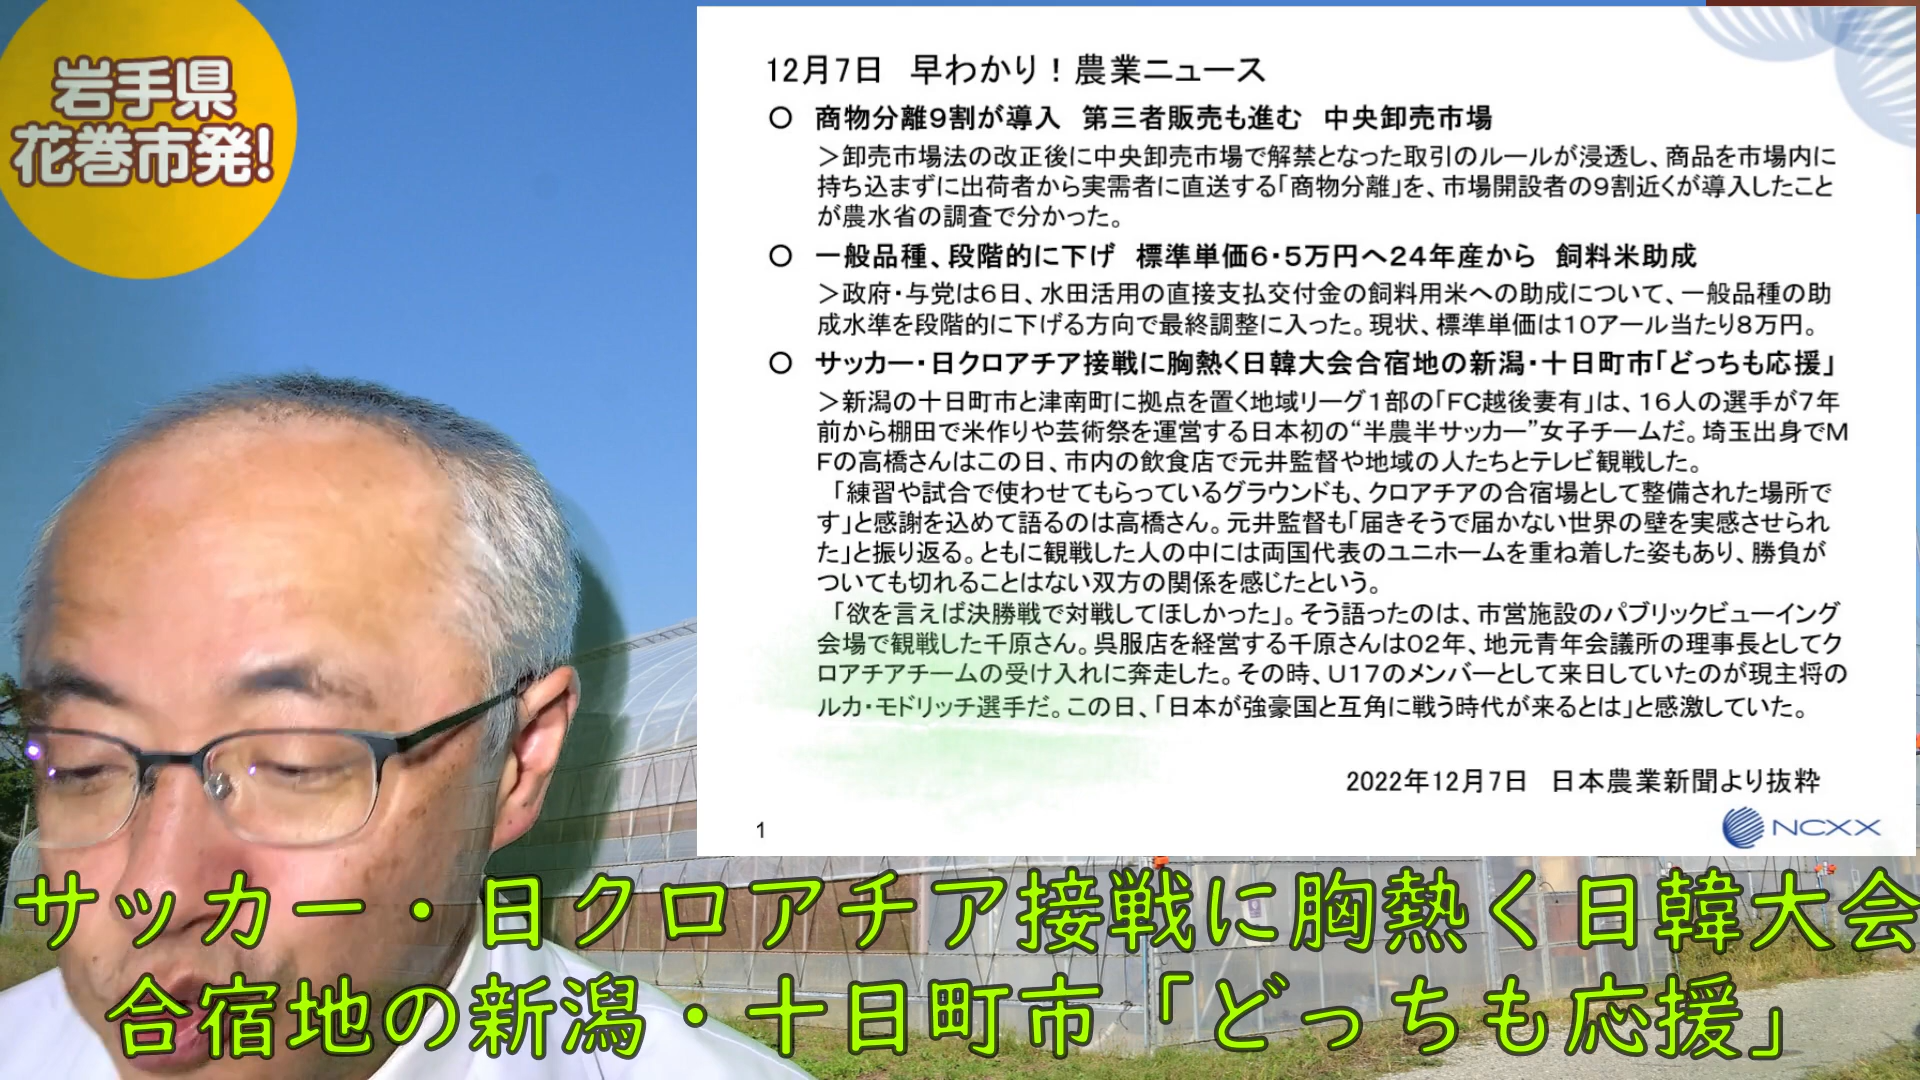 岩手県
花巻市発!
12月7日 早わかり！農業ニュース
○ 商物分離９割が導入 第三者販売も進む 中央卸売市場
＞卸売市場法の改正後に中央卸売市場で解禁となった取引のルールが浸透し、商品を市場内に
持ち込まずに出荷者から実需者に直送する「商物分離」を、市場開設者の９割近くが導入したこと
が農水省の調査で分かった。
○ 一般品種、段階的に下げ 標準単価６・５万円へ２４年産から 飼料米助成
＞政府・与党は６日、水田活用の直接支払交付金の飼料用米への助成について、一般品種の助
成水準を段階的に下げる方向で最終調整に入った。現状、標準単価は１０アール当たり８万円。
○ サッカー・日クロアチア接戦に胸熱く日韓大会合宿地の新潟・十日町市「どっちも応援」
＞新潟の十日町市と津南町に拠点を置く地域リーグ１部の「ＦＣ越後妻有」は、１６人の選手が７年
前から棚田で米作りや芸術祭を運営する日本初の“半農半サッカー”女子チームだ。埼玉出身でＭ
Ｆの高橋さんはこの日、市内の飲食店で元井監督や地域の人たちとテレビ観戦した。
「練習や試合で使わせてもらっているグラウンドも、クロアチアの合宿場として整備された場所で
す」と感謝を込めて語るのは高橋さん。元井監督も「届きそうで届かない世界の壁を実感させられ
た」と振り返る。ともに観戦した人の中には両国代表のユニホームを重ね着した姿もあり、勝負が
ついても切れることはない双方の関係を感じたという。
「欲を言えば決勝戦で対戦してほしかった」。そう語ったのは、市営施設のパブリックビューイング
会場で観戦した千原さん。呉服店を経営する千原さんは０２年、地元青年会議所の理事長としてク
ロアチアチームの受け入れに奔走した。その時、Ｕ１７のメンバーとして来日していたのが現主将の
ルカ・モドリッチ選手だ。この日、「日本が強豪国と互角に戦う時代が来るとは」と感激していた。
2022年12月7日 日本農業新聞より抜粋
1
NCXX
サッカー・日クロアチア接戦に胸熱く日韓大会
合宿地の新潟・十日町市「どっちも応援」